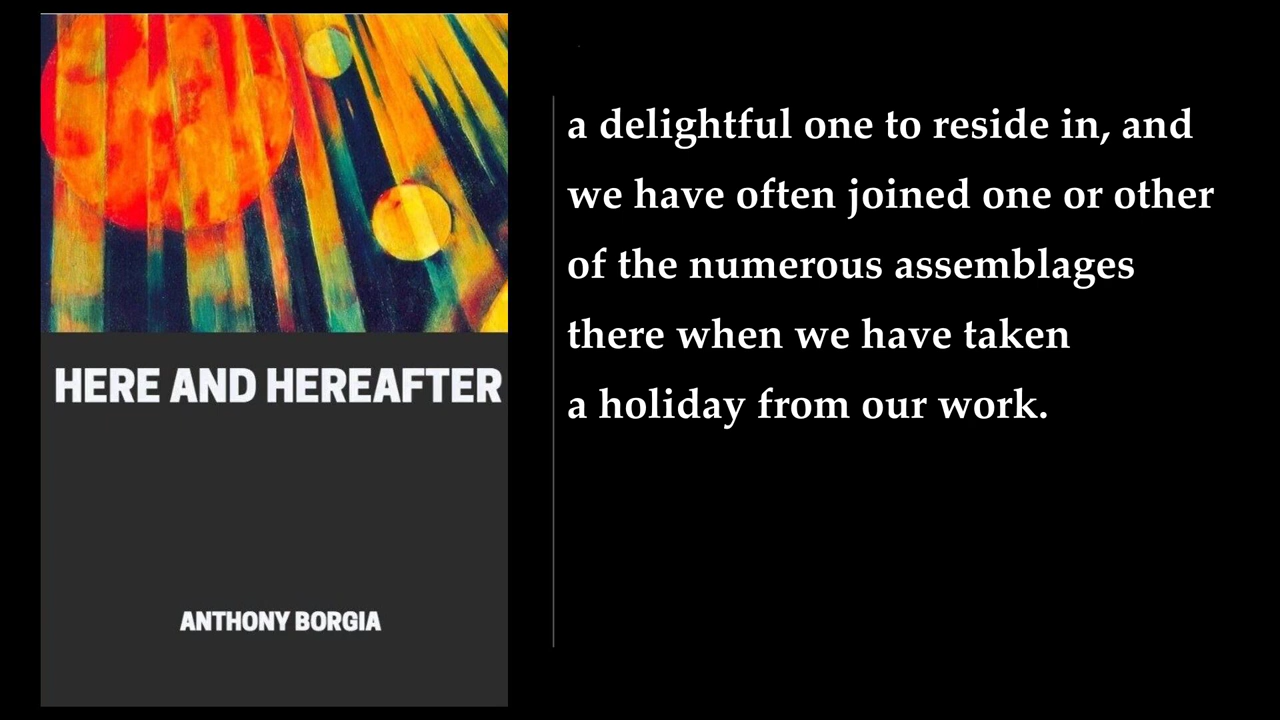 HERE AND HEREAFTER
ANTHONY BORGIA
a delightful one to reside in, and
we have often joined one or other
of the numerous assemblages
there when we have taken
a holiday from our work.